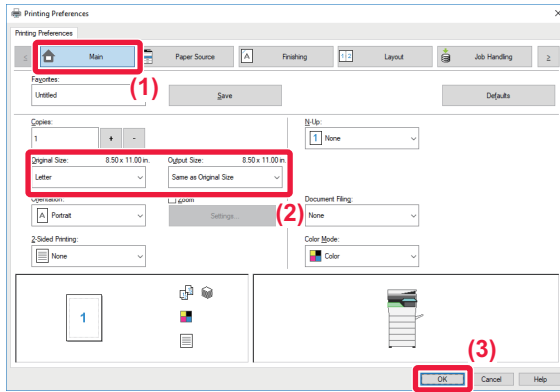 Printing Preferences
Printing Preferences
Main
Paper Source
Finishing
Layout
Job Handling
(1)
Favorites:
Untitled
Save
Defaults
Copies:
1
+
-
N-Up:
1 None
Original Size: 8.50 x 11.00 in.
Output Size: 8.50 x 11.00 in.
Letter
Same as Original Size
(2)
Orientation:
Zoom
Document Filing:
A Portrait
Settings...
None
2-Sided Printing:
Color Mode:
None
Color
1
(3)
OK
Cancel
Help